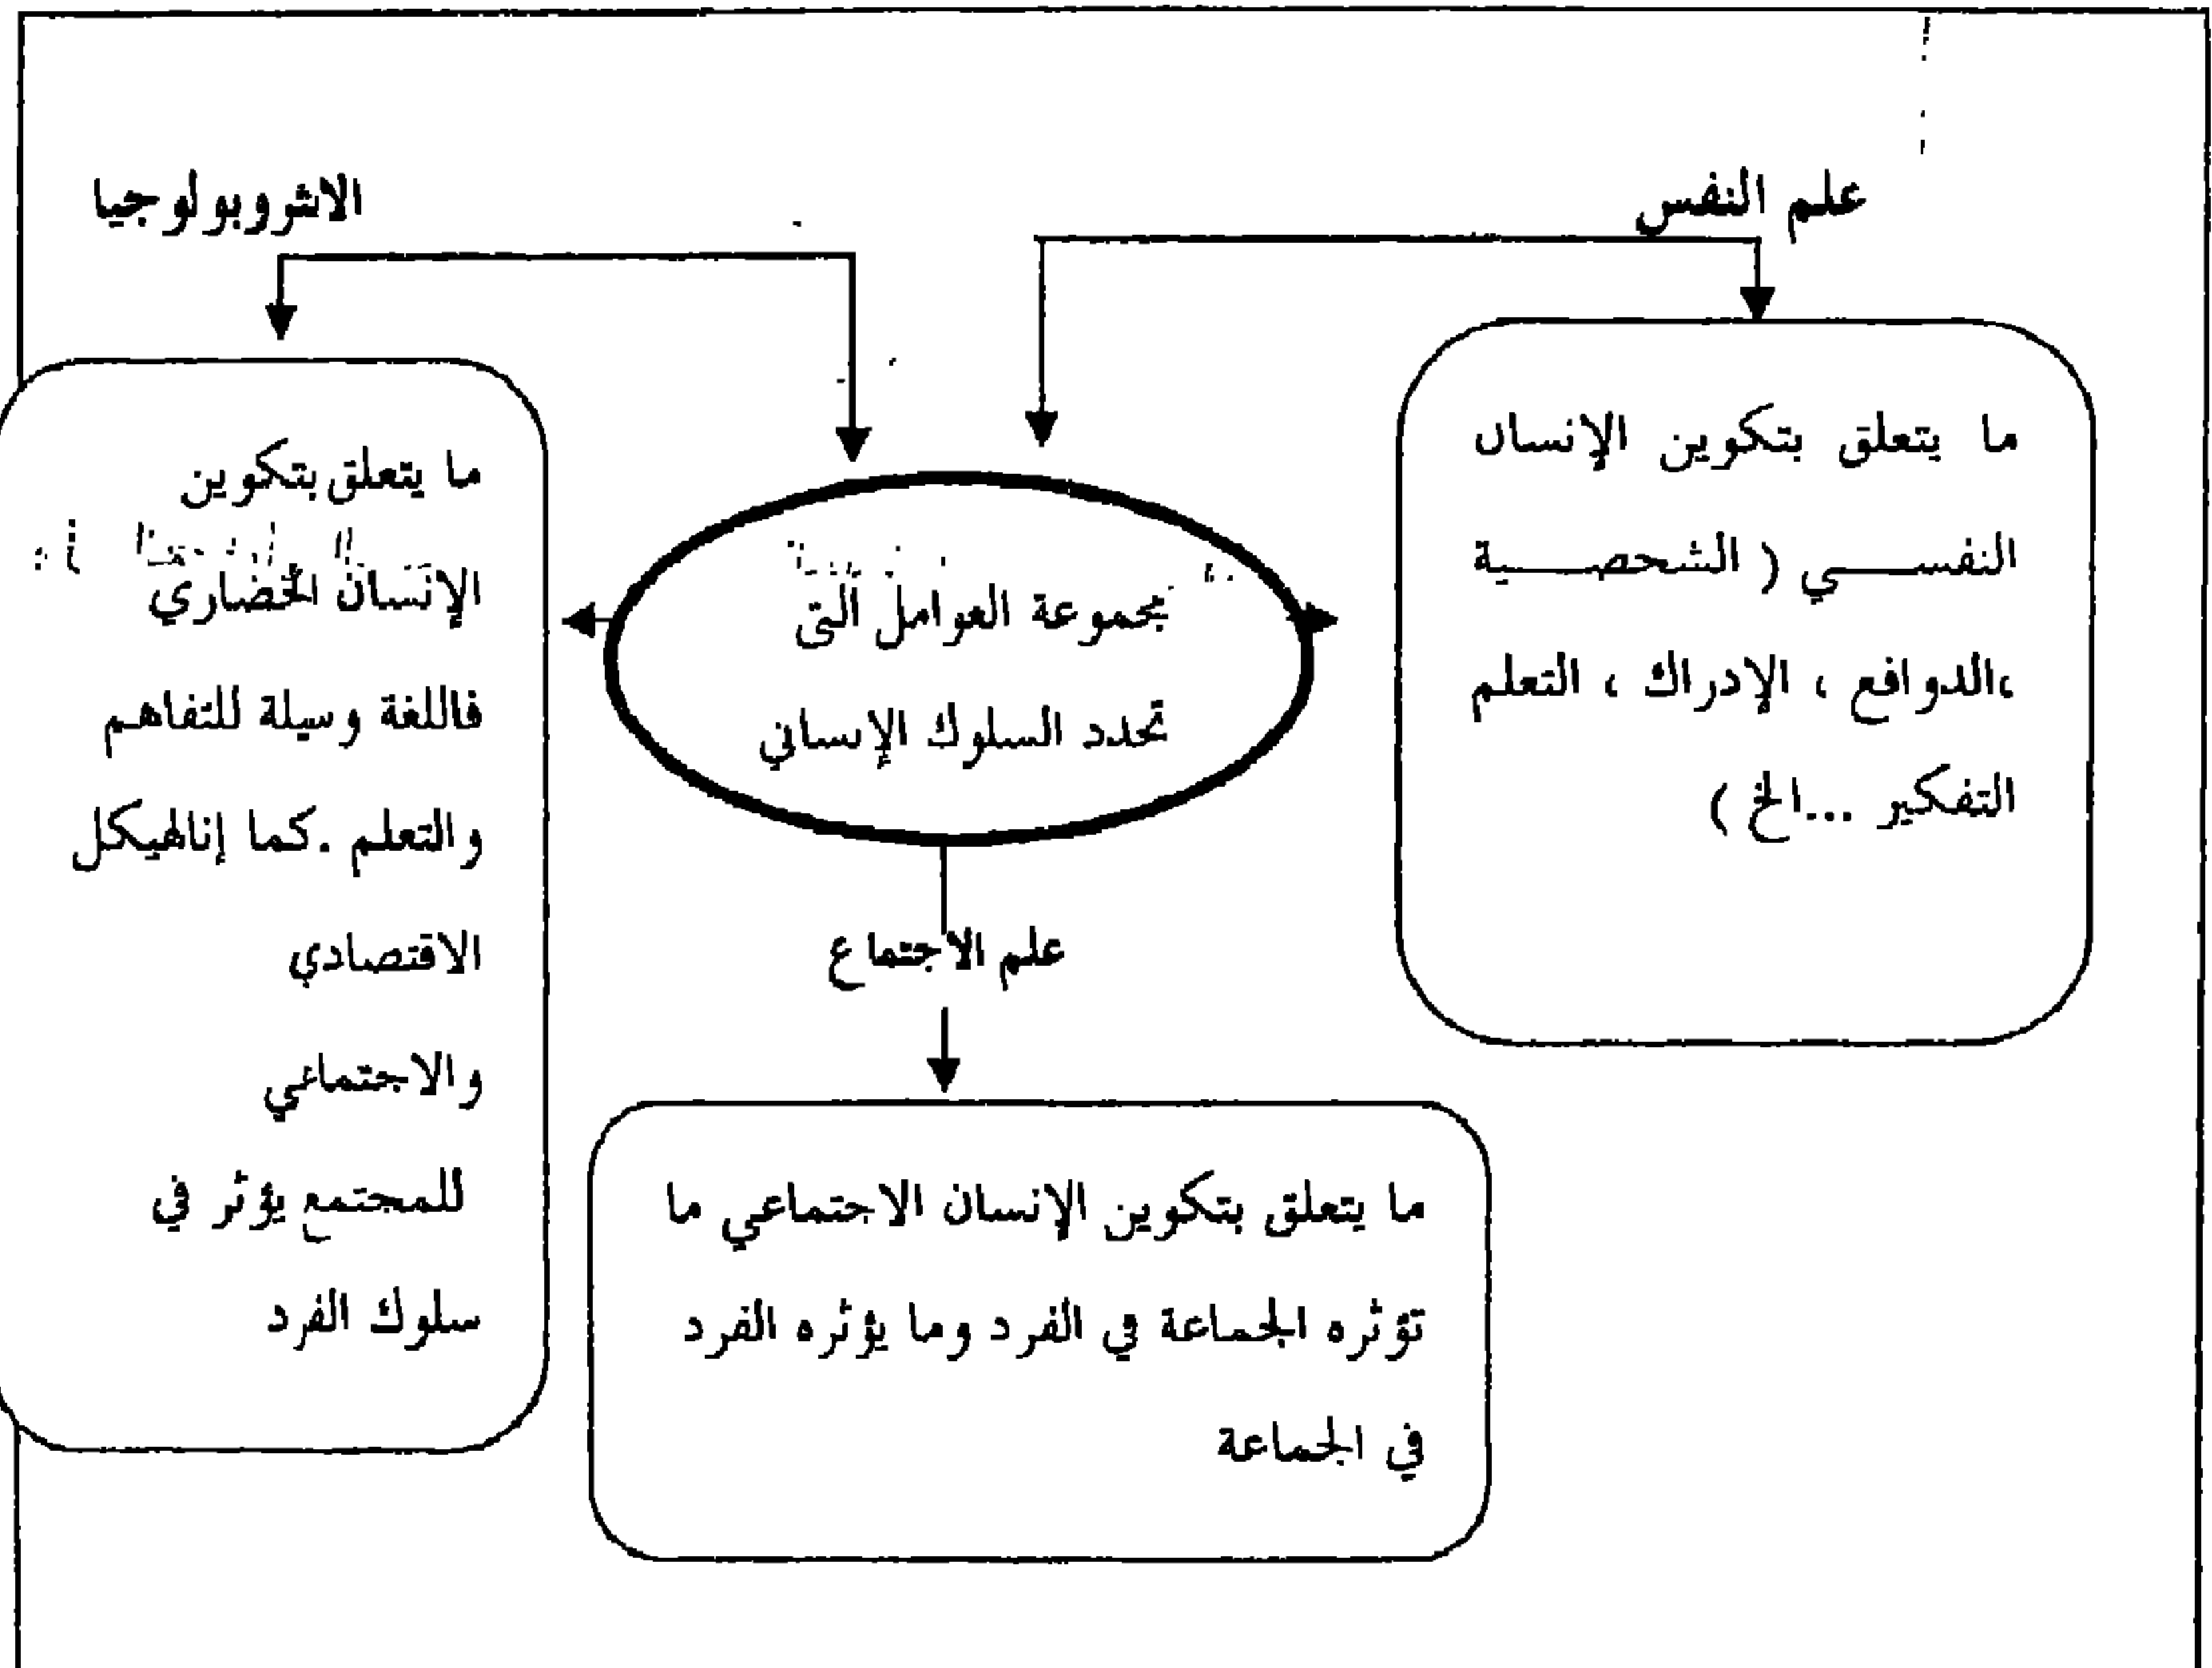 علم النفس
الانثروبولوجيا
ما يتعلق بتكوين الإنسان
النفسي ( الشخصية
،الدوافع ، الإدراك ، التعلم
التفكير ...الخ )
مجموعة العوامل التي
تحدد السلوك الإنساني
ما يتعلق بتكوين
الإنسان الحضاري
فاللغة وسيلة للتفاهم
والتعلم .كما إناهيكل
الاقتصادي
والاجتماعي
للمجتمع يؤثر في
سلوك الفرد
علم الاجتماع
ما يتعلق بتكوين الإنسان الاجتماعي ما
تؤثره الجماعة في الفرد وما يؤثره الفرد
في الجماعة